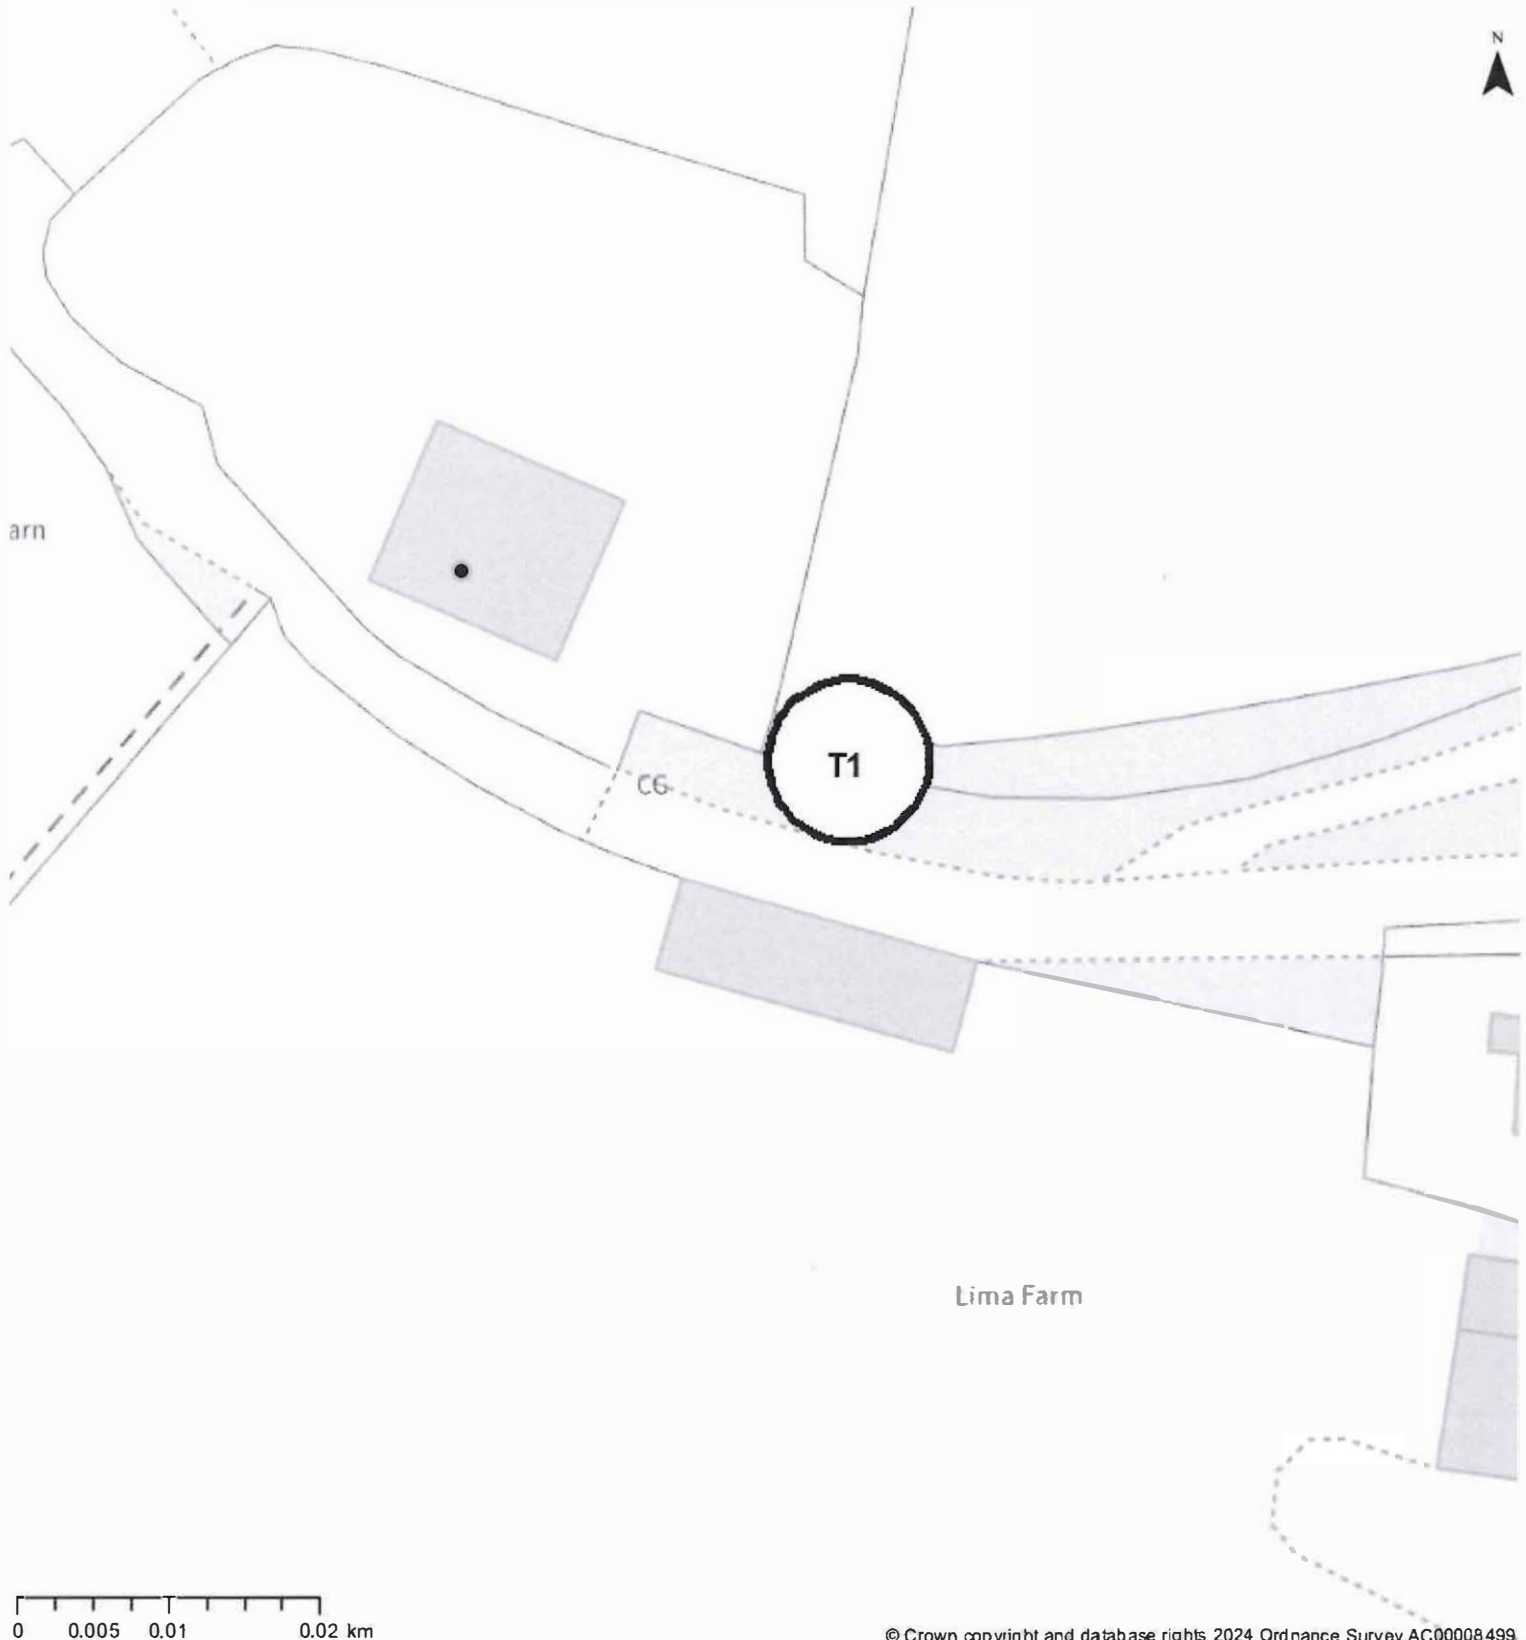 N
arn
T1
C6
Lima Farm
0 0.005 0.01 0.02 km
© Crown copyright and database rights 2024 Ordnance Survey AC00008499